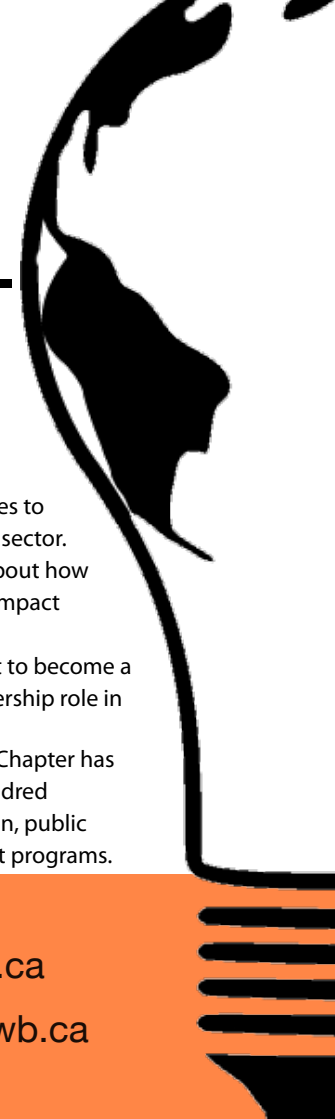 es to
sector.
bout how
mpact
t to become a
ership role in
Chapter has
dred
n, public
t programs.
.ca
wb.ca